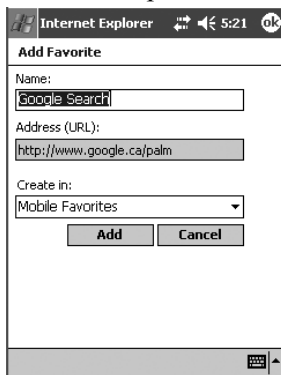 Internet Explorer 5:21 ok
Add Favorite
Name:
Google Search
Address (URL):
http://www.google.ca/palm
Create in:
Mobile Favorites
Add Cancel